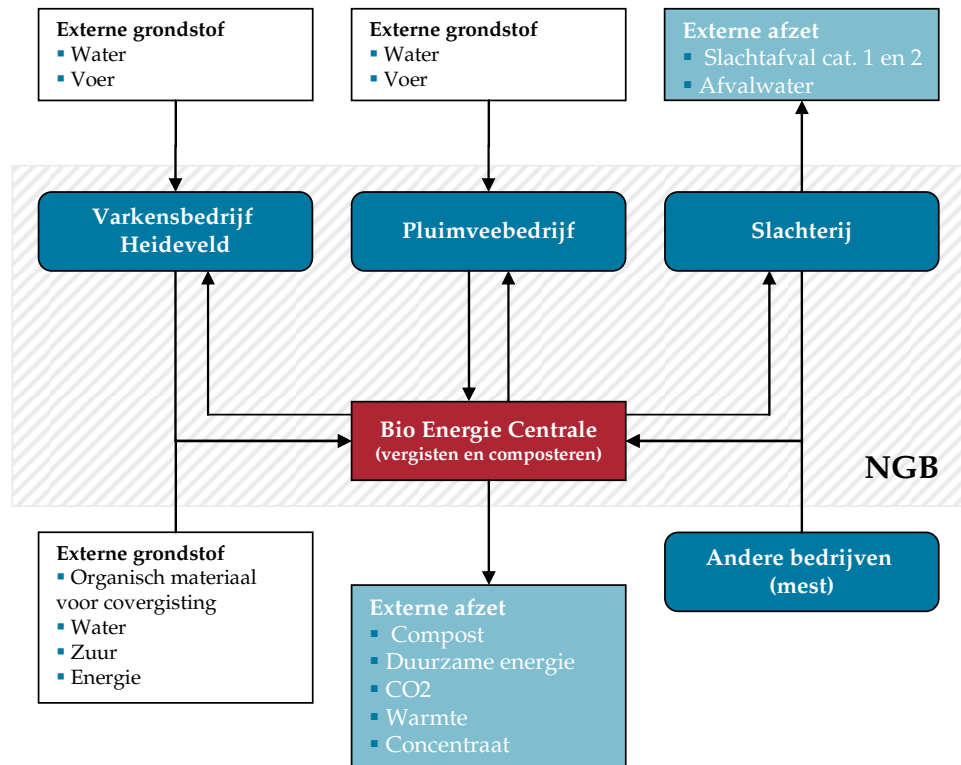 Externe grondstof
▪ Water
▪ Voer
Externe grondstof
▪ Water
▪ Voer
Externe afzet
▪ Slachtafval cat. 1 en 2
▪ Afvalwater
Varkensbedrijf
Heideveld
Pluimveebedrijf
Slachterij
Bio Energie Centrale
(vergisten en composteren)
NGB
Externe grondstof
▪ Organisch materiaal
voor covergisting
▪ Water
▪ Zuur
▪ Energie
Externe afzet
▪ Compost
▪ Duurzame energie
▪ CO2
▪ Warmte
▪ Concentraat
Andere bedrijven
(mest)